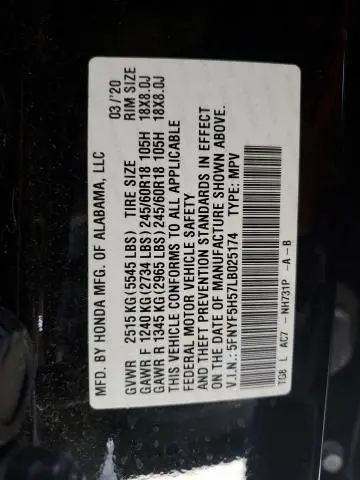 MFD. BY HONDA MFG. OF ALABAMA, LLC 03/'20
GVWR 2515 KG (5545 LBS) TIRE SIZE RIM SIZE
GAWR F 1240 KG (2734 LBS) 245/60R18 105H 18X8.0J
GAWR R 1345 KG (2965 LBS) 245/60R18 105H 18X8.0J
THIS VEHICLE CONFORMS TO ALL APPLICABLE
FEDERAL MOTOR VEHICLE SAFETY
AND THEFT PREVENTION STANDARDS IN EFFECT
ON THE DATE OF MANUFACTURE SHOWN ABOVE.
V.I.N.: 5FNYF5H57LB025174 TYPE: MPV
TG8 L AC7 - NH731P -A-B